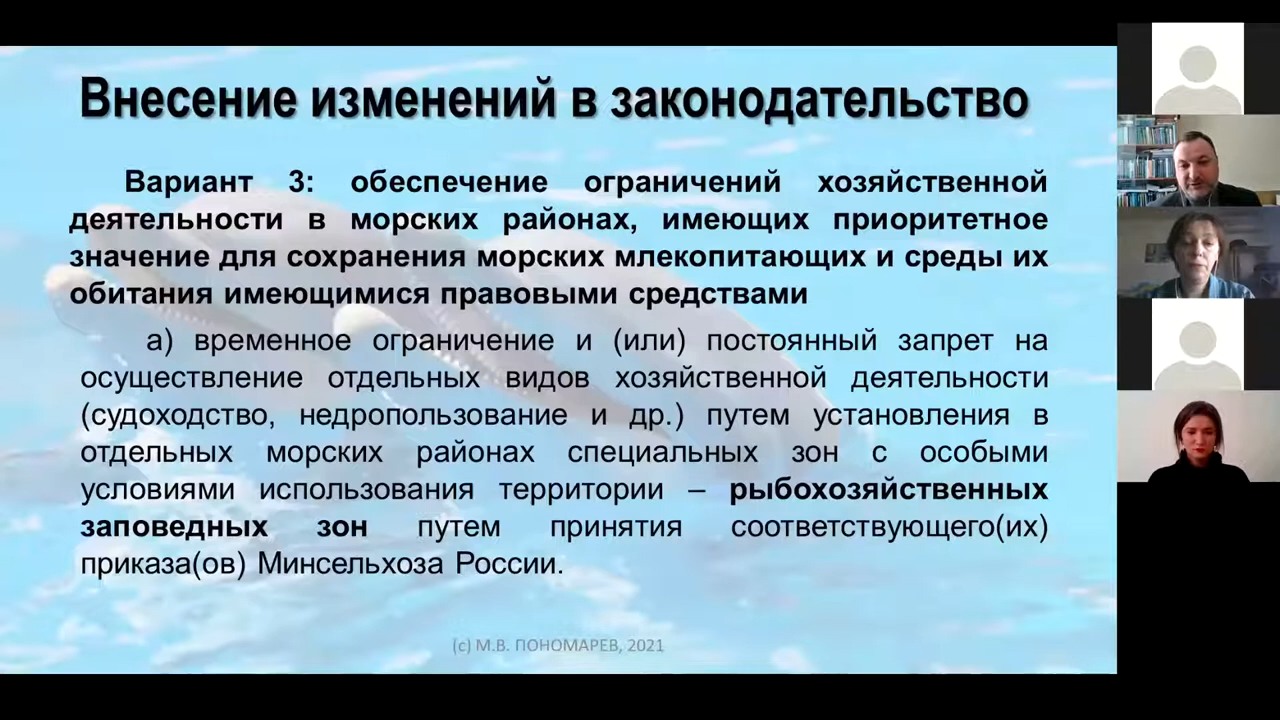 Внесение изменений в законодательство
Вариант 3: обеспечение ограничений хозяйственной
деятельности в морских районах, имеющих приоритетное
значение для сохранения морских млекопитающих и среды их
обитания имеющимися правовыми средствами
а) временное ограничение и (или) постоянный запрет на
осуществление отдельных видов хозяйственной деятельности
(судоходство, недропользование и др.) путем установления в
отдельных морских районах специальных зон с особыми
условиями использования территории – рыбохозяйственных
заповедных зон путем принятия соответствующего(их)
приказа(ов) Минсельхоза России.
(с) М.В. ПОНОМАРЕВ, 2021